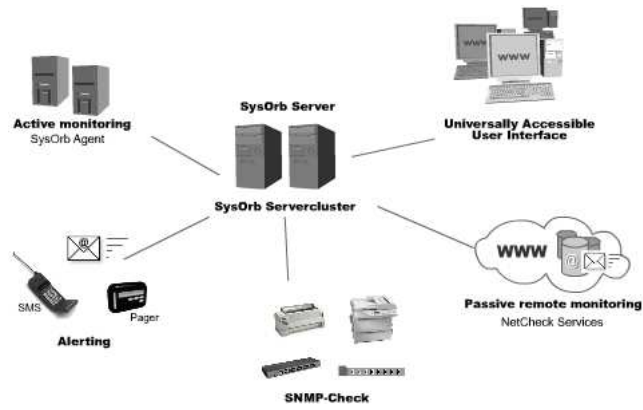 WWW
WWW
SysOrb Server
Active monitoring
SysOrb Agent
Universally Accessible
User Interface
SysOrb Servercluster
@
WWW
@
SMS
Pager
Alerting
Passive remote monitoring
NetCheck Services
SNMP-Check